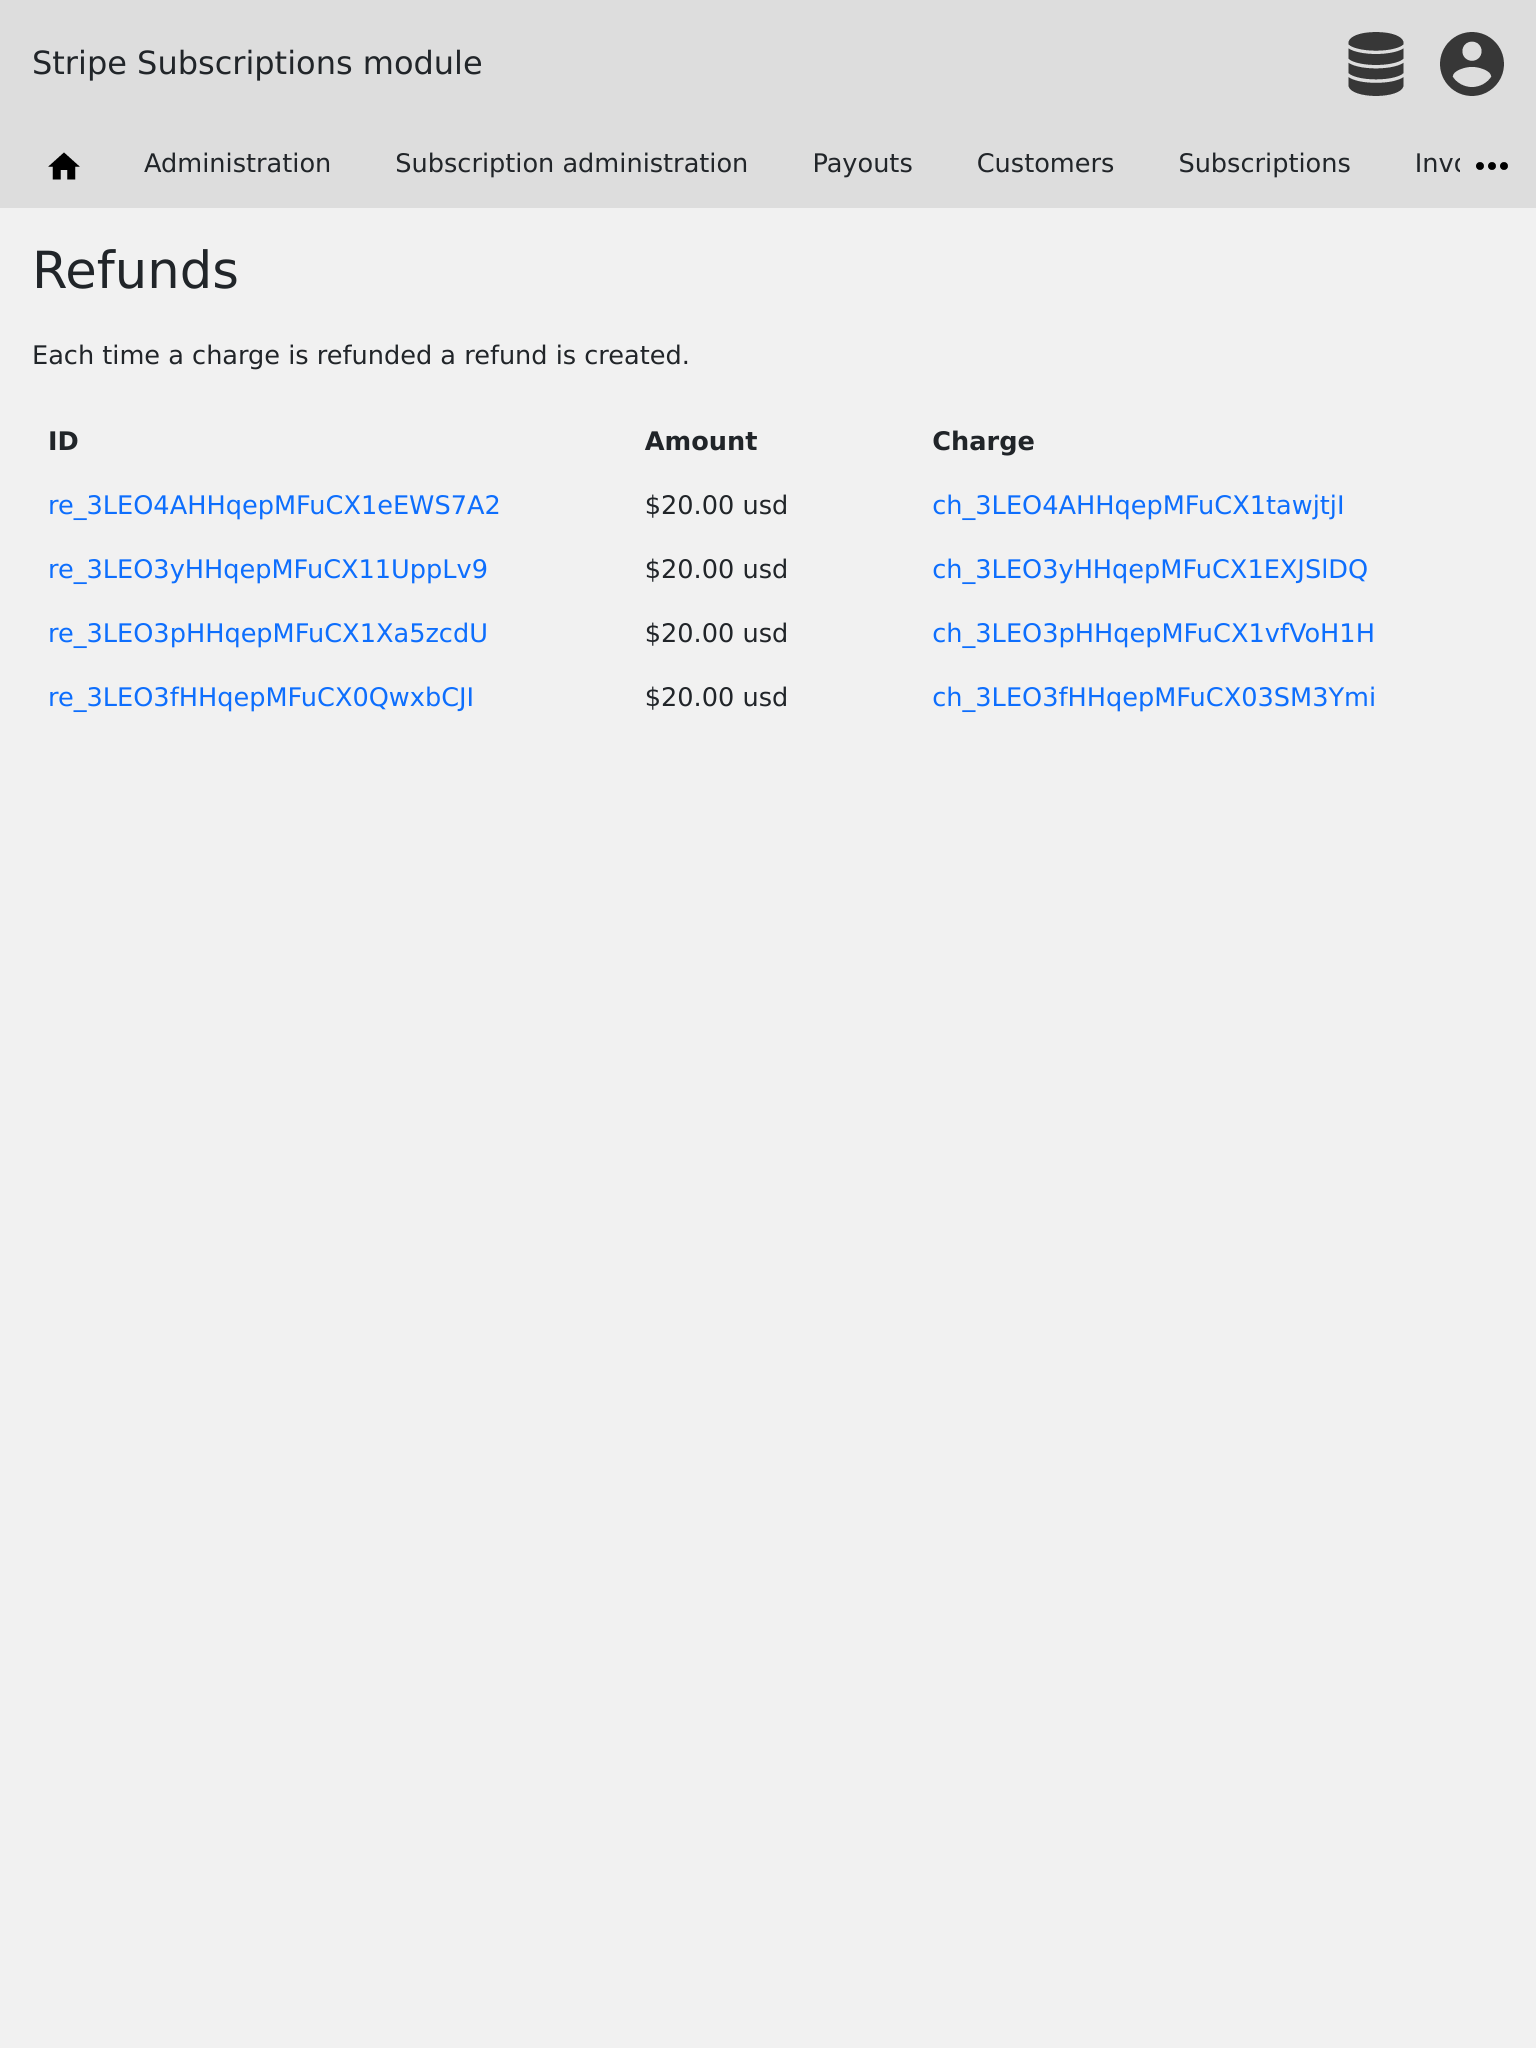 Stripe Subscriptions module
Administration Subscription administration Payouts Customers Subscriptions Invo
Refunds
Each time a charge is refunded a refund is created.
ID Amount Charge
re_3LEO4AHHqepMFuCX1eEWS7A2 $20.00 usd ch_3LEO4AHHqepMFuCX1tawjtjI
re_3LEO3yHHqepMFuCX11UppLv9 $20.00 usd ch_3LEO3yHHqepMFuCX1EXJSlDQ
re_3LEO3pHHqepMFuCX1Xa5zcdU $20.00 usd ch_3LEO3pHHqepMFuCX1vfVoH1H
re_3LEO3fHHqepMFuCX0QwxbCJI $20.00 usd ch_3LEO3fHHqepMFuCX03SM3Ymi